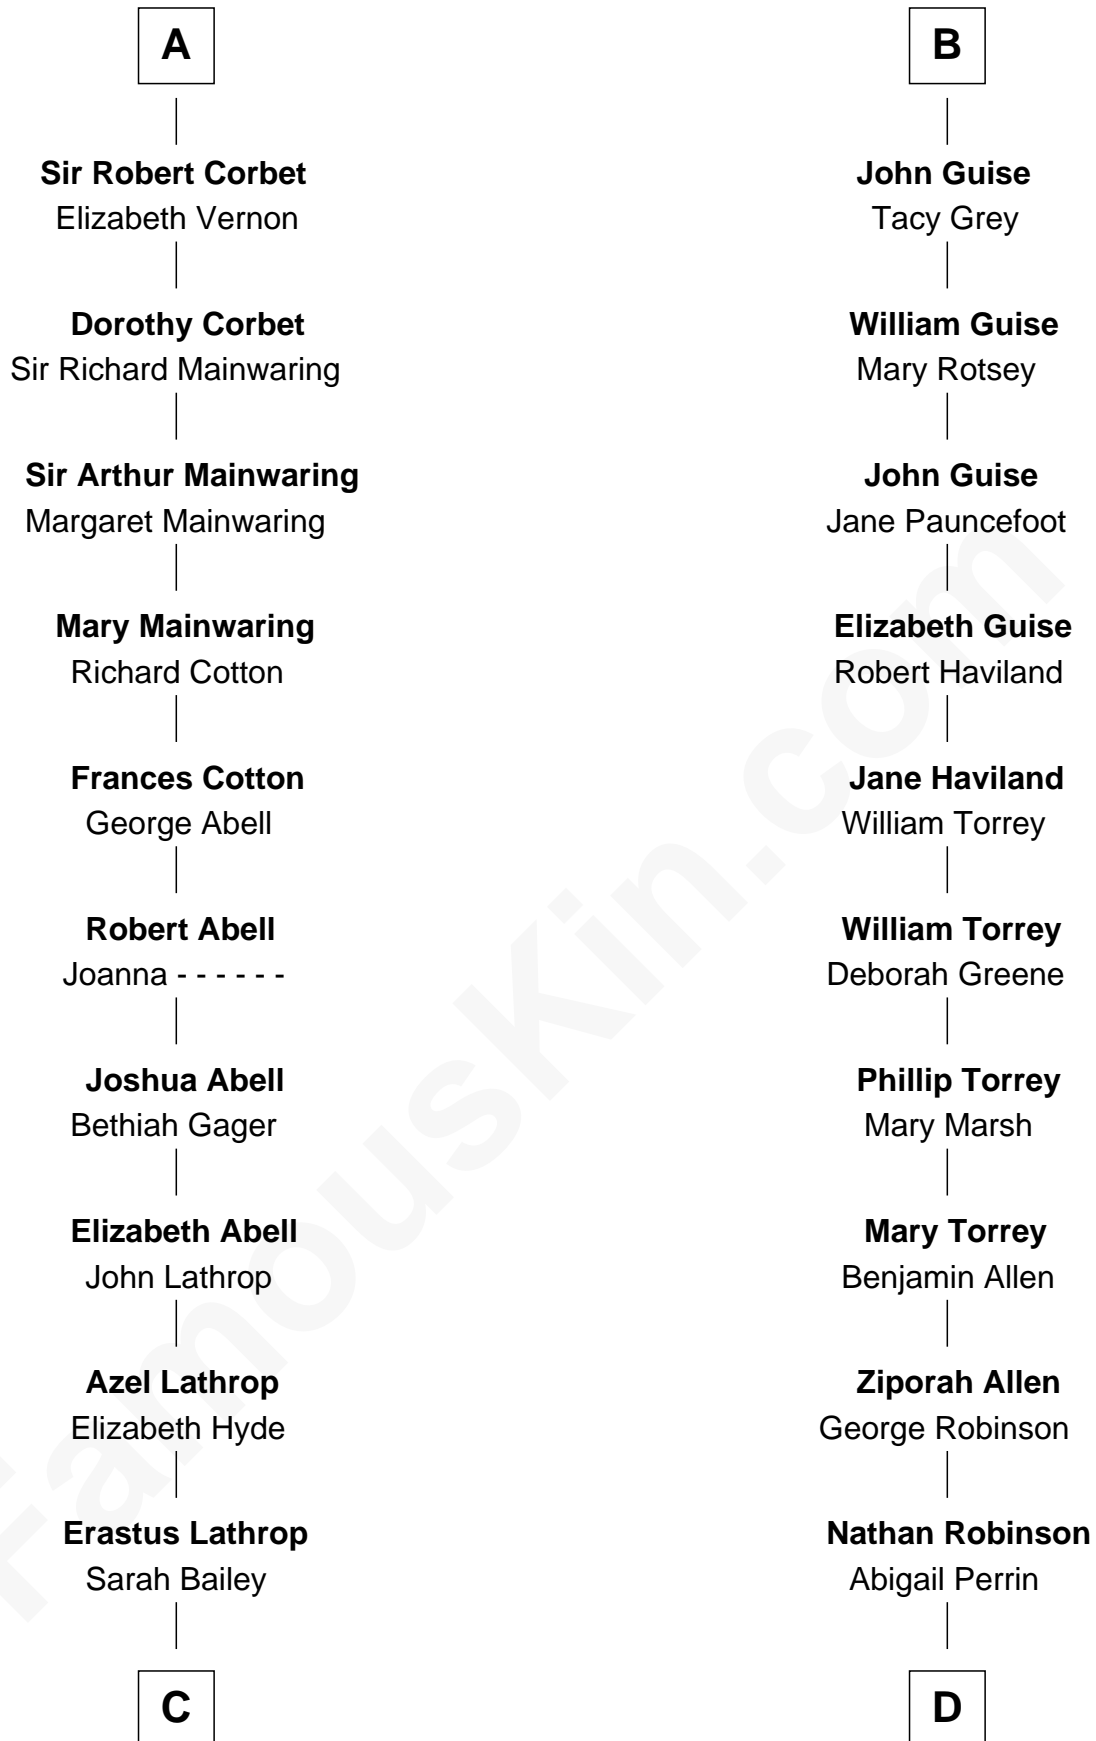 A
Sir Robert Corbet
Elizabeth Vernon
Dorothy Corbet
Sir Richard Mainwaring
Sir Arthur Mainwaring
Margaret Mainwaring
Mary Mainwaring
Richard Cotton
Frances Cotton
George Abell
Robert Abell
Joanna - - - - - -
Joshua Abell
Bethiah Gager
Elizabeth Abell
John Lathrop
Azel Lathrop
Elizabeth Hyde
Erastus Lathrop
Sarah Bailey
C
B
John Guise
Tacy Grey
William Guise
Mary Rotsey
John Guise
Jane Pauncefoot
Elizabeth Guise
Robert Haviland
Jane Haviland
William Torrey
William Torrey
Deborah Greene
Phillip Torrey
Mary Marsh
Mary Torrey
Benjamin Allen
Ziporah Allen
George Robinson
Nathan Robinson
Abigail Perrin
D
FamousKin.com